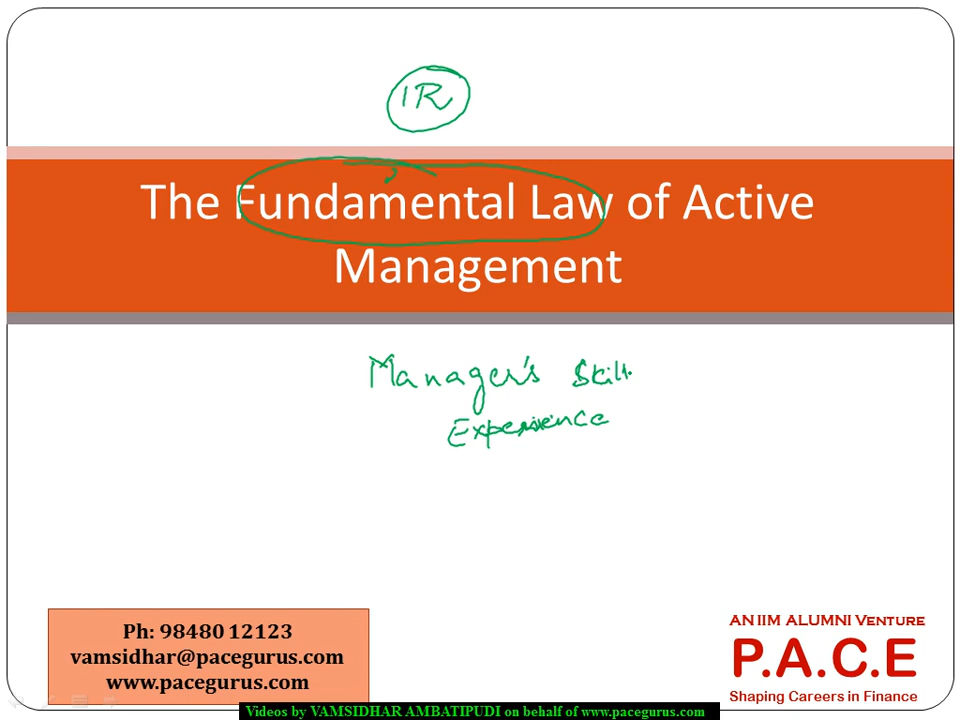 IR
The Fundamental Law of Active
Management
Manager's Skill.
Experience
Ph: 98480 12123
vamsidhar@pacegurus.com
www.pacegurus.com
AN IIM ALUMNI VENTURE
P.A.C.E
Shaping Careers in Finance
Videos by VAMSIDHAR AMBATIPUDI on behalf of www.pacegurus.com